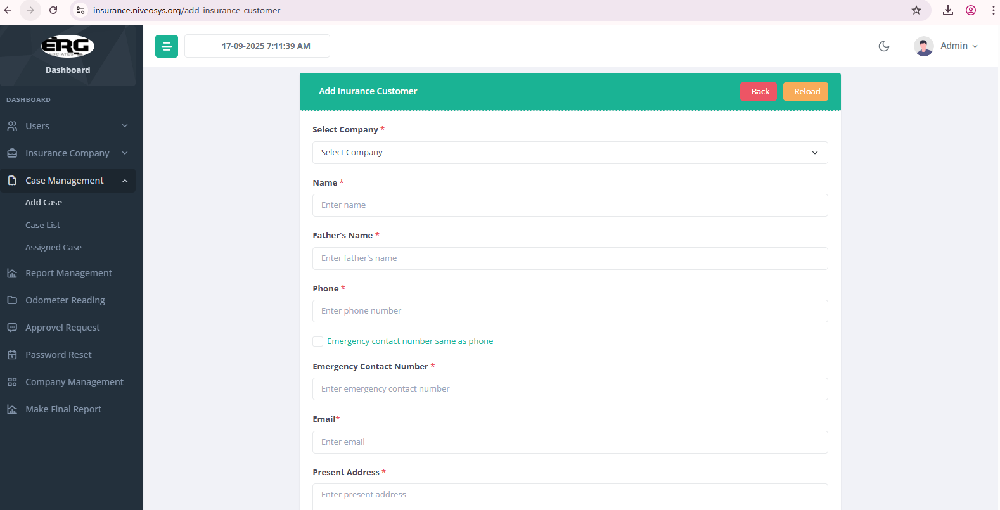 insurance.niveosys.org/add-insurance-customer
ERG
SOCIATES
Dashboard
17-09-2025 7:11:39 AM
Admin
DASHBOARD
Users
Insurance Company
Case Management
Add Case
Case List
Assigned Case
Report Management
Odometer Reading
Approvel Request
Password Reset
Company Management
Make Final Report
Add Inurance Customer
Back
Reload
Select Company *
Select Company
Name *
Enter name
Father's Name *
Enter father's name
Phone *
Enter phone number
Emergency contact number same as phone
Emergency Contact Number *
Enter emergency contact number
Email*
Enter email
Present Address *
Enter present address